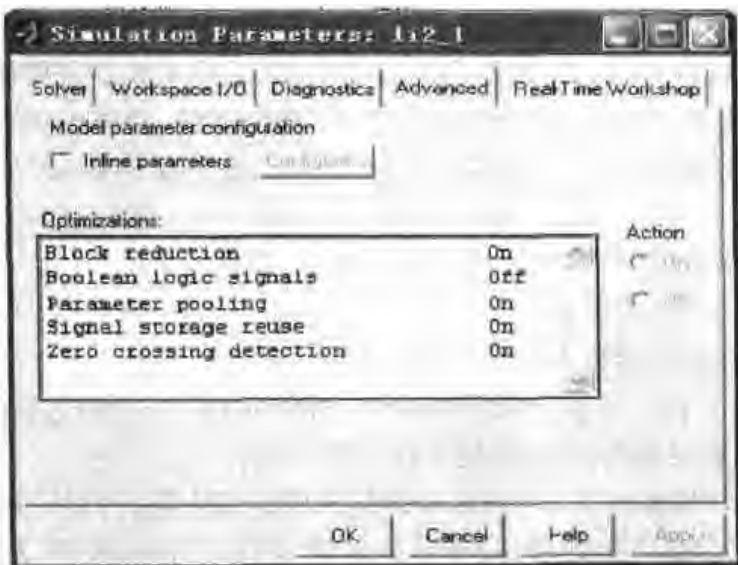 Simulation Parameters: li2_1
Solver Workspace I/O Diagnostics Advanced Real-Time Workshop
Model parameter configuration
Inline parameters Configure...
Optimizations:
Action
Block reduction On
Boolean logic signals Off
Parameter pooling On
Signal storage reuse On
Zero crossing detection On
OK Cancel Help Apply